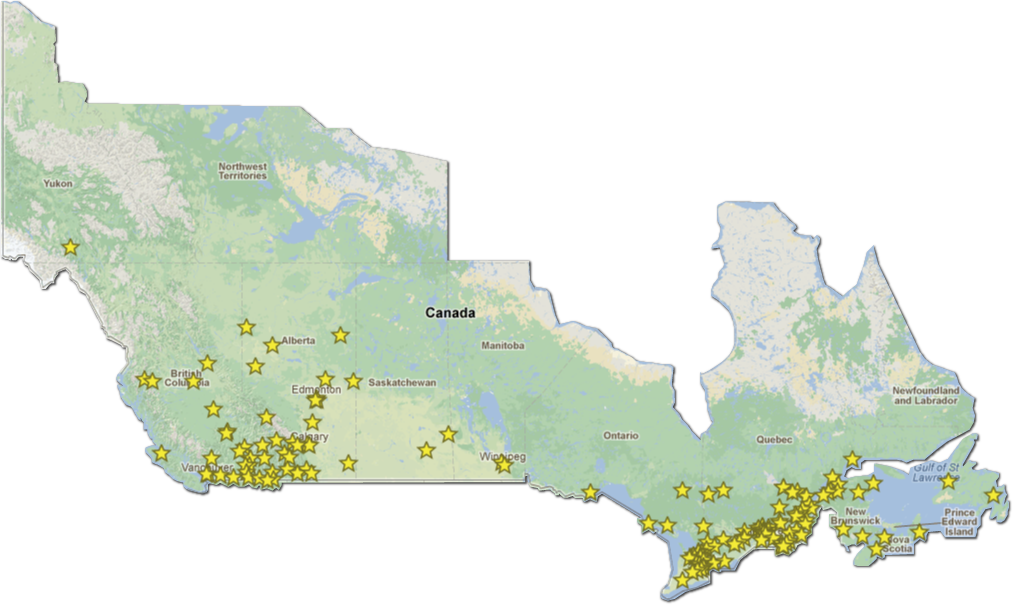 Northwest
Territories
Yukon
Canada
Alberta
Manitoba
British
Columbia
Edmonton
Saskatchewan
Newfoundland
and Labrador
Ontario
Quebec
Calgary
Winnipeg
Vancouver
Gulf of St
Lawrence
New
Brunswick
Prince
Edward
Island
Nova
Scotia